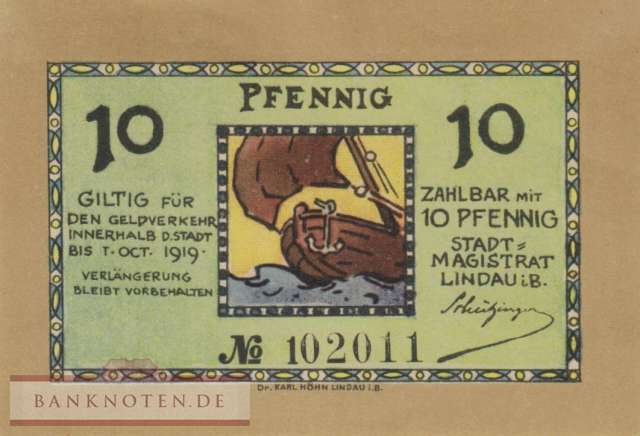 PFENNIG
10
10
GILTIG FÜR
DEN GELDVERKEHR
INNERHALB D. STADT
BIS 1. OCT. 1919.
VERLÄNGERUNG
BLEIBT VORBEHALTEN
ZAHLBAR MIT
10 PFENNIG
STADT=
MAGISTRAT
LINDAU i. B.
Schützinger
№ 102011
Dr. KARL HÖHN LINDAU i. B.
BANKNOTEN.DE